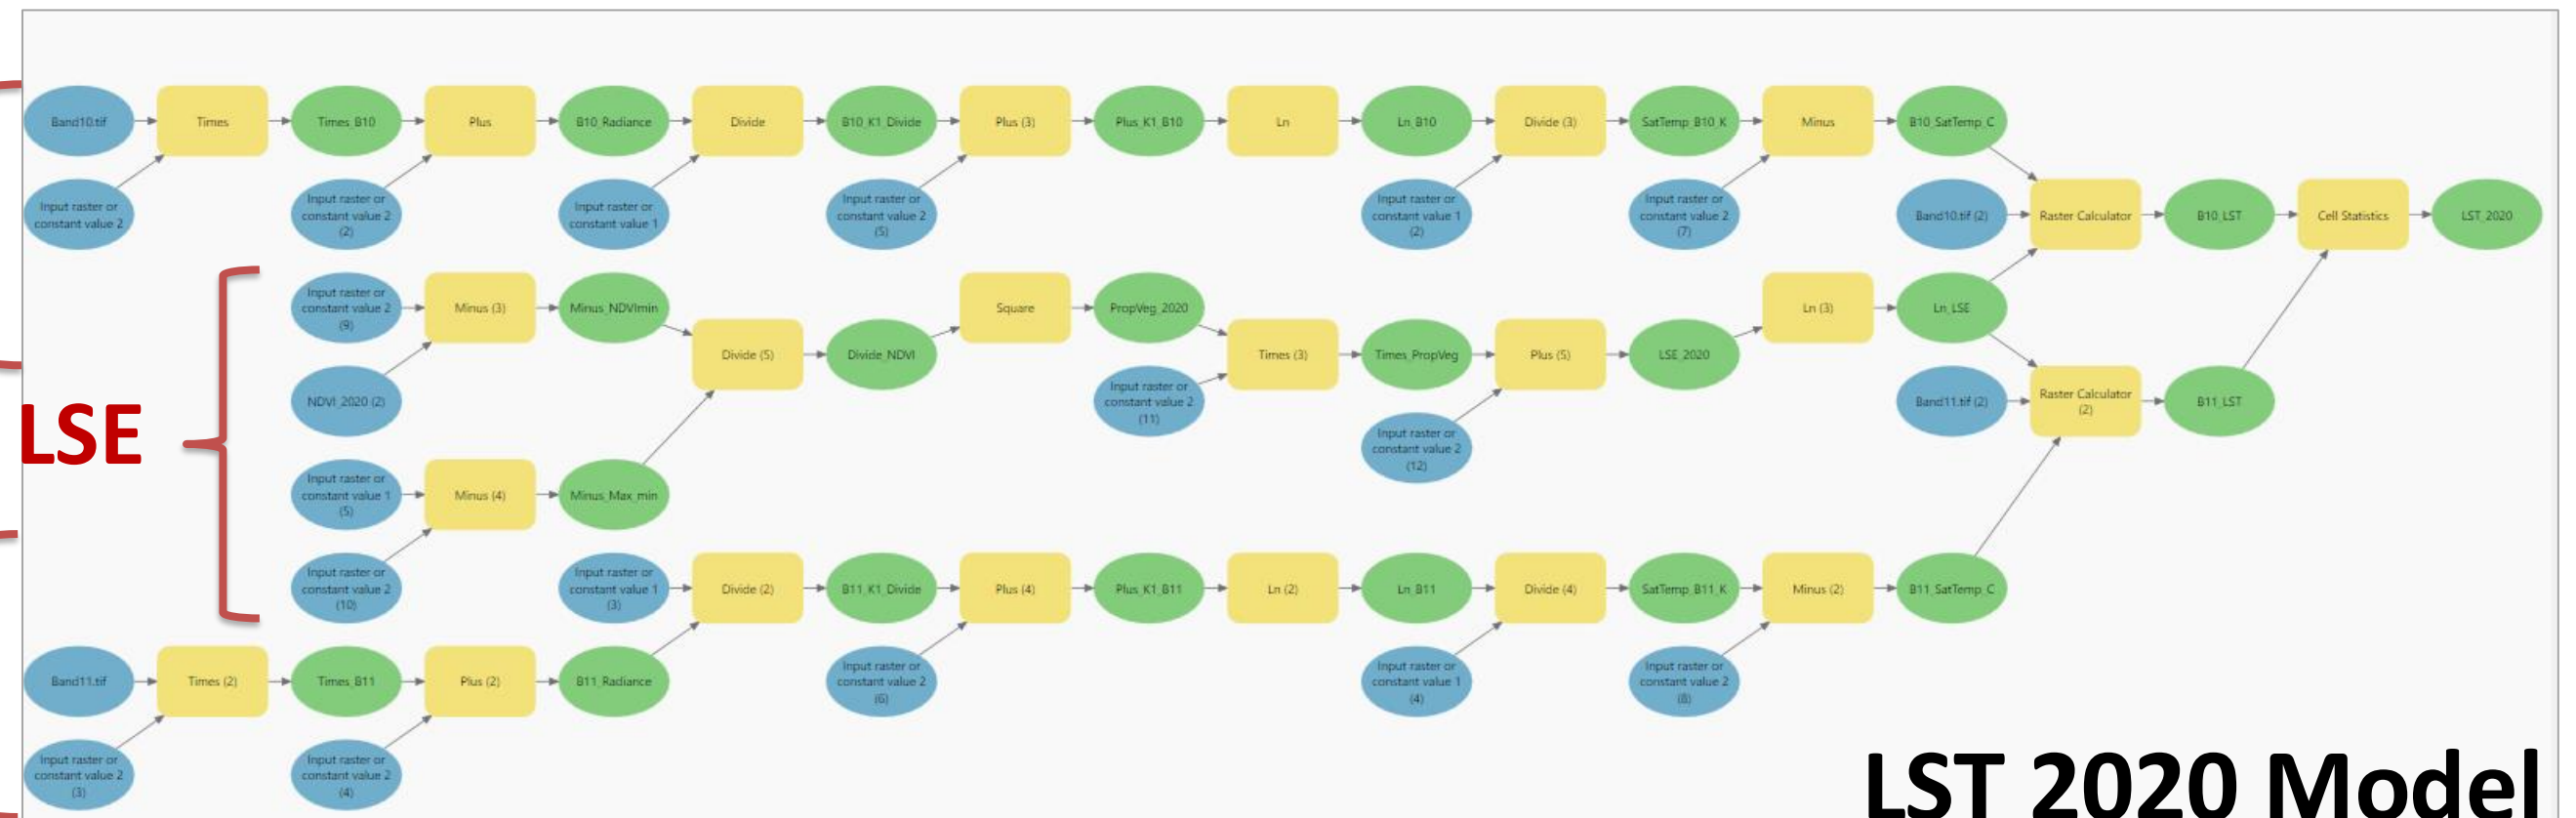 Band10.tif
Times
Times_B10
Plus
B10_Radiance
Divide
B10_K1_Divide
Plus (3)
Plus_K1_B10
Ln
Ln_B10
Divide (3)
SatTemp_B10_K
Minus
B10_SatTemp_C
Input raster or
constant value 2
Input raster or
constant value 2
(2)
Input raster or
constant value 1
Input raster or
constant value 2
(5)
Input raster or
constant value 1
(2)
Input raster or
constant value 2
(7)
Band10.tif (2)
Raster Calculator
B10_LST
Cell Statistics
LST_2020
Input raster or
constant value 2
(9)
Minus (3)
Minus_NDVImin
Square
PropVeg_2020
Ln (3)
Ln_LSE
Divide (5)
Divide_NDVI
Times (3)
Times_PropVeg
Plus (5)
LSE_2020
NDVI_2020 (2)
Input raster or
constant value 2
(11)
Band11.tif (2)
Raster Calculator
(2)
B11_LST
LSE
Input raster or
constant value 2
(12)
Input raster or
constant value 1
(5)
Minus (4)
Minus_Max_min
Input raster or
constant value 2
(10)
Input raster or
constant value 1
(3)
Divide (2)
B11_K1_Divide
Plus (4)
Plus_K1_B11
Ln (2)
Ln_B11
Divide (4)
SatTemp_B11_K
Minus (2)
B11_SatTemp_C
Band11.tif
Times (2)
Times_B11
Plus (2)
B11_Radiance
Input raster or
constant value 2
(6)
Input raster or
constant value 1
(4)
Input raster or
constant value 2
(8)
Input raster or
constant value 2
(3)
Input raster or
constant value 2
(4)
LST 2020 Model